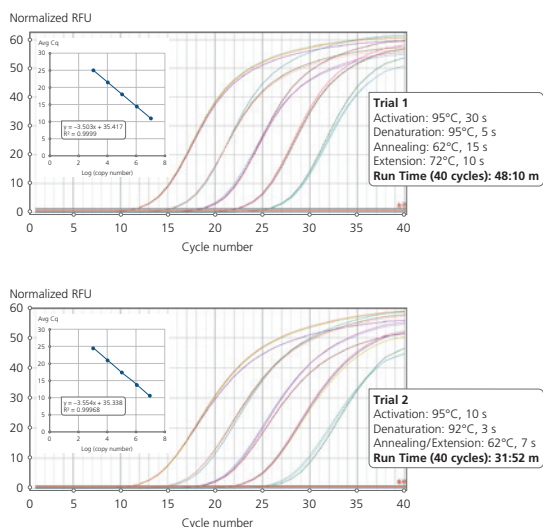 Normalized RFU
60
50
40
30
20
10
0
Avg Cq
30
25
20
15
10
5
0
y = –3.503x + 35.417
R² = 0.9999
0 2 4 6 8
Log (copy number)
Trial 1
Activation: 95°C, 30 s
Denaturation: 95°C, 5 s
Annealing: 62°C, 15 s
Extension: 72°C, 10 s
Run Time (40 cycles): 48:10 m
0 5 10 15 20 25 30 35 40
Cycle number
Normalized RFU
60
50
40
30
20
10
0
Avg Cq
30
25
20
15
10
5
0
y = –3.554x + 35.338
R² = 0.99968
0 2 4 6 8
Log (copy number)
Trial 2
Activation: 95°C, 10 s
Denaturation: 92°C, 3 s
Annealing/Extension: 62°C, 7 s
Run Time (40 cycles): 31:52 m
0 5 10 15 20 25 30 35 40
Cycle number